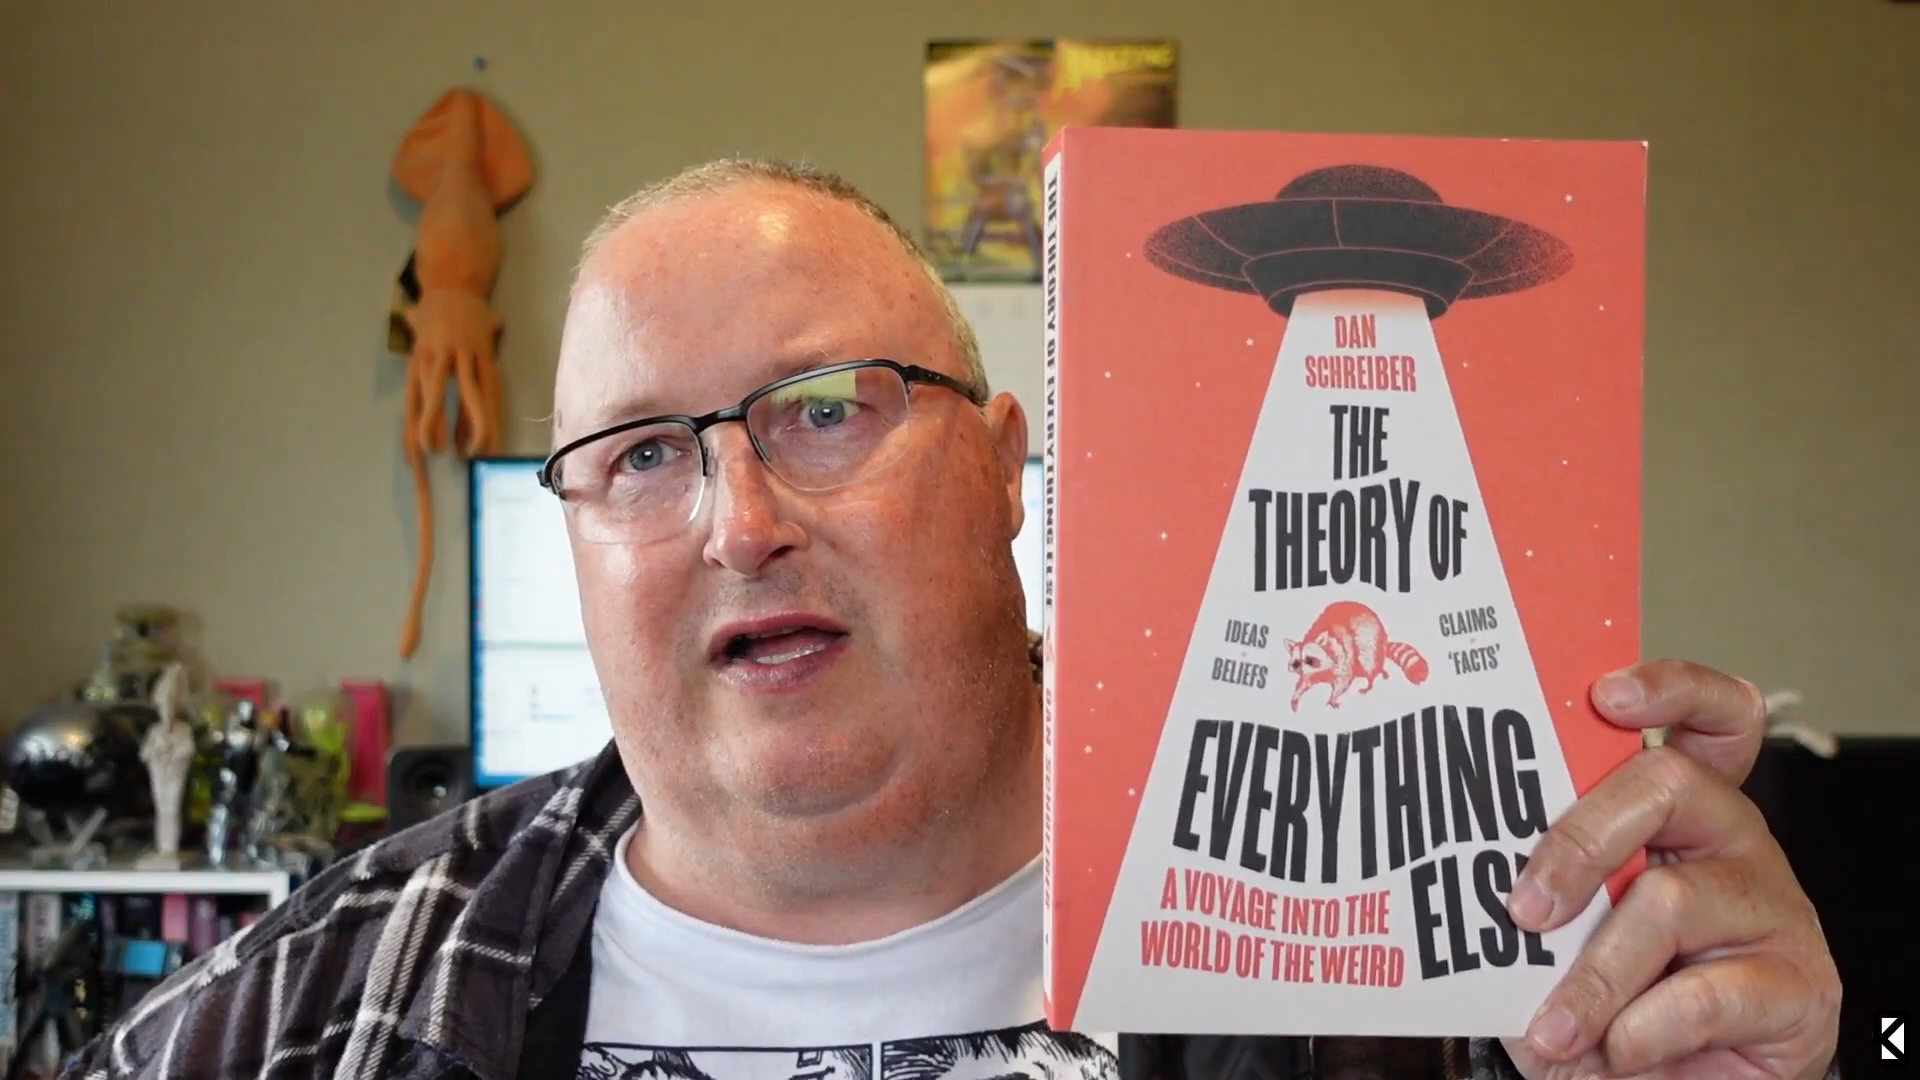 AMAZING
THE THEORY OF EVERYTHING ELSE
DAN SCHREIBER
DAN
SCHREIBER
THE
THEORY OF
IDEAS
BELIEFS
CLAIMS
'FACTS'
EVERYTHING
ELSE
A VOYAGE INTO THE
WORLD OF THE WEIRD